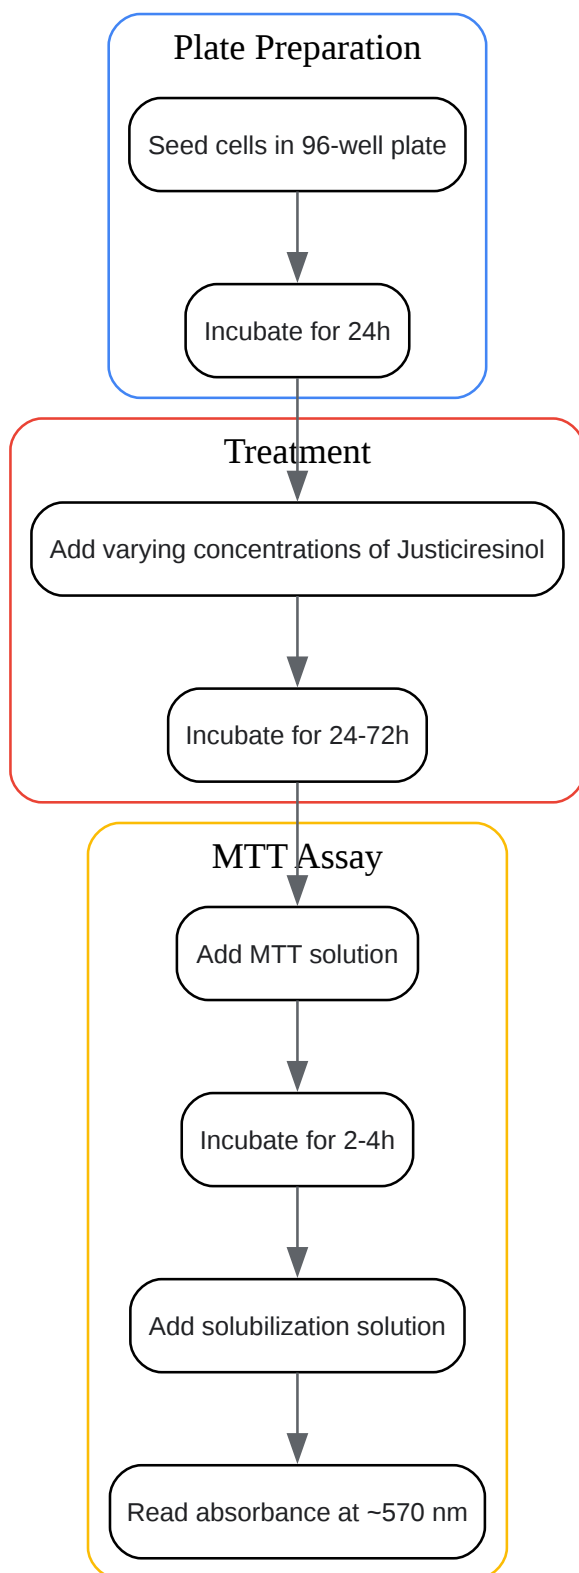 Plate Preparation
Seed cells in 96-well plate
Incubate for 24h
Treatment
Add varying concentrations of Justiciresinol
Incubate for 24-72h
MTT Assay
Add MTT solution
Incubate for 2-4h
Add solubilization solution
Read absorbance at ~570 nm